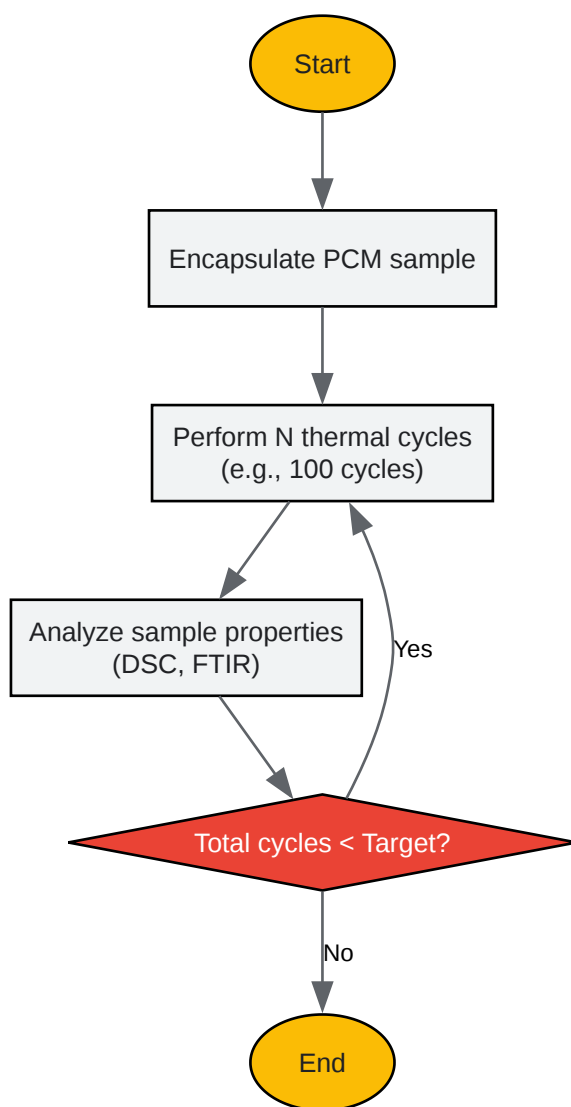 Start
Encapsulate PCM sample
Perform N thermal cycles
(e.g., 100 cycles)
Analyze sample properties
(DSC, FTIR)
Yes
Total cycles < Target?
No
End